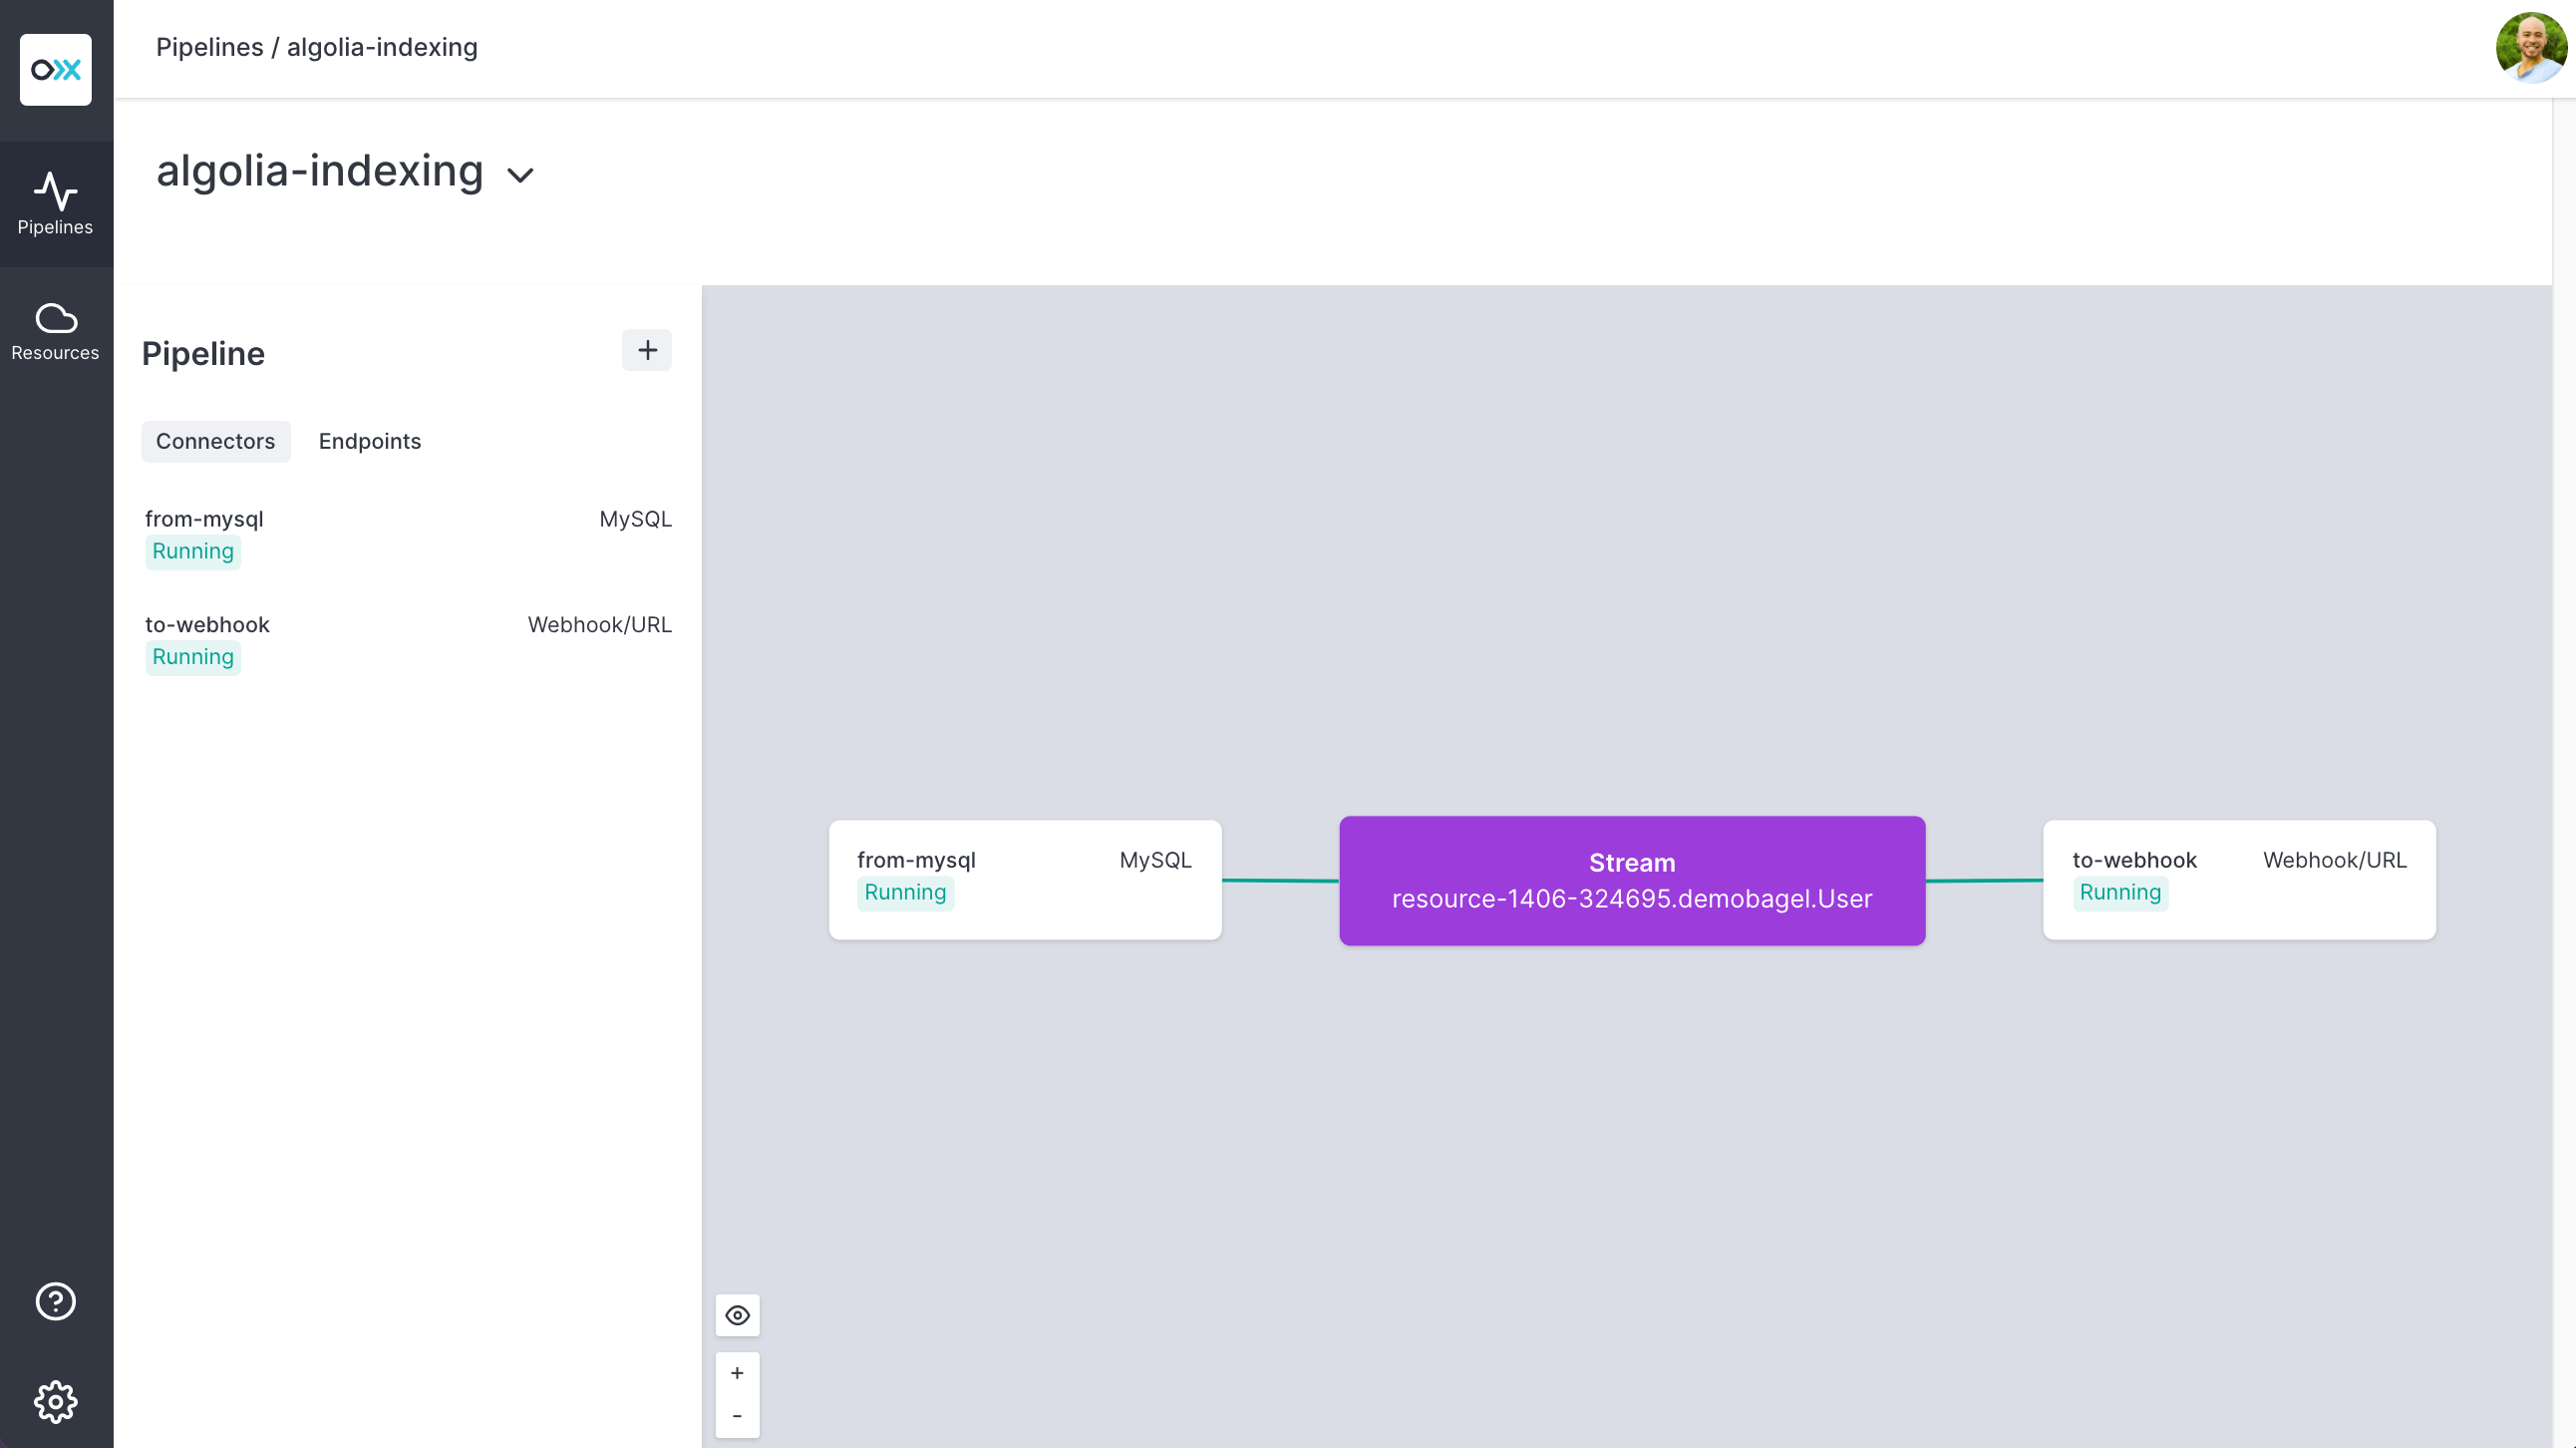 Pipelines / algolia-indexing
algolia-indexing
Pipelines
Resources
Pipeline
+
Connectors Endpoints
from-mysql MySQL
Running
to-webhook Webhook/URL
Running
from-mysql MySQL
Running
Stream
resource-1406-324695.demobagel.User
to-webhook Webhook/URL
Running
+
-